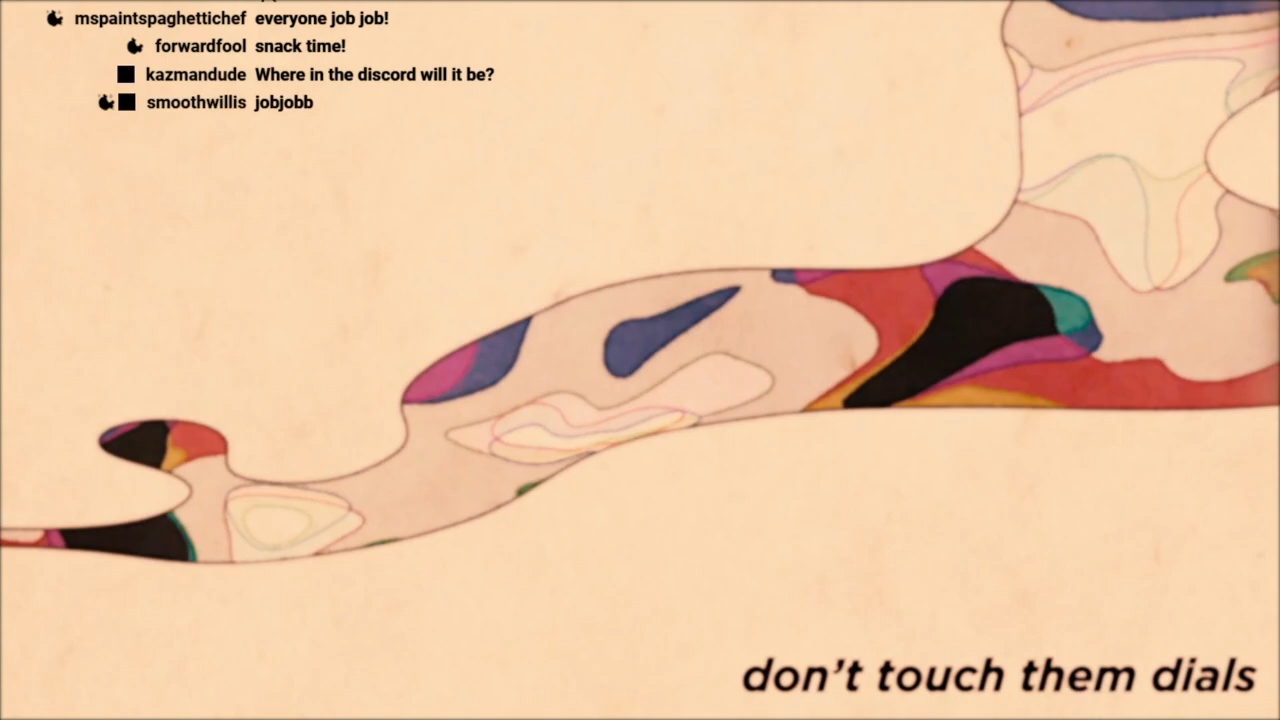 mspaintspaghettichef everyone job job!
forwardfool snack time!
kazmandude Where in the discord will it be?
smoothwillis jobjobb
don't touch them dials